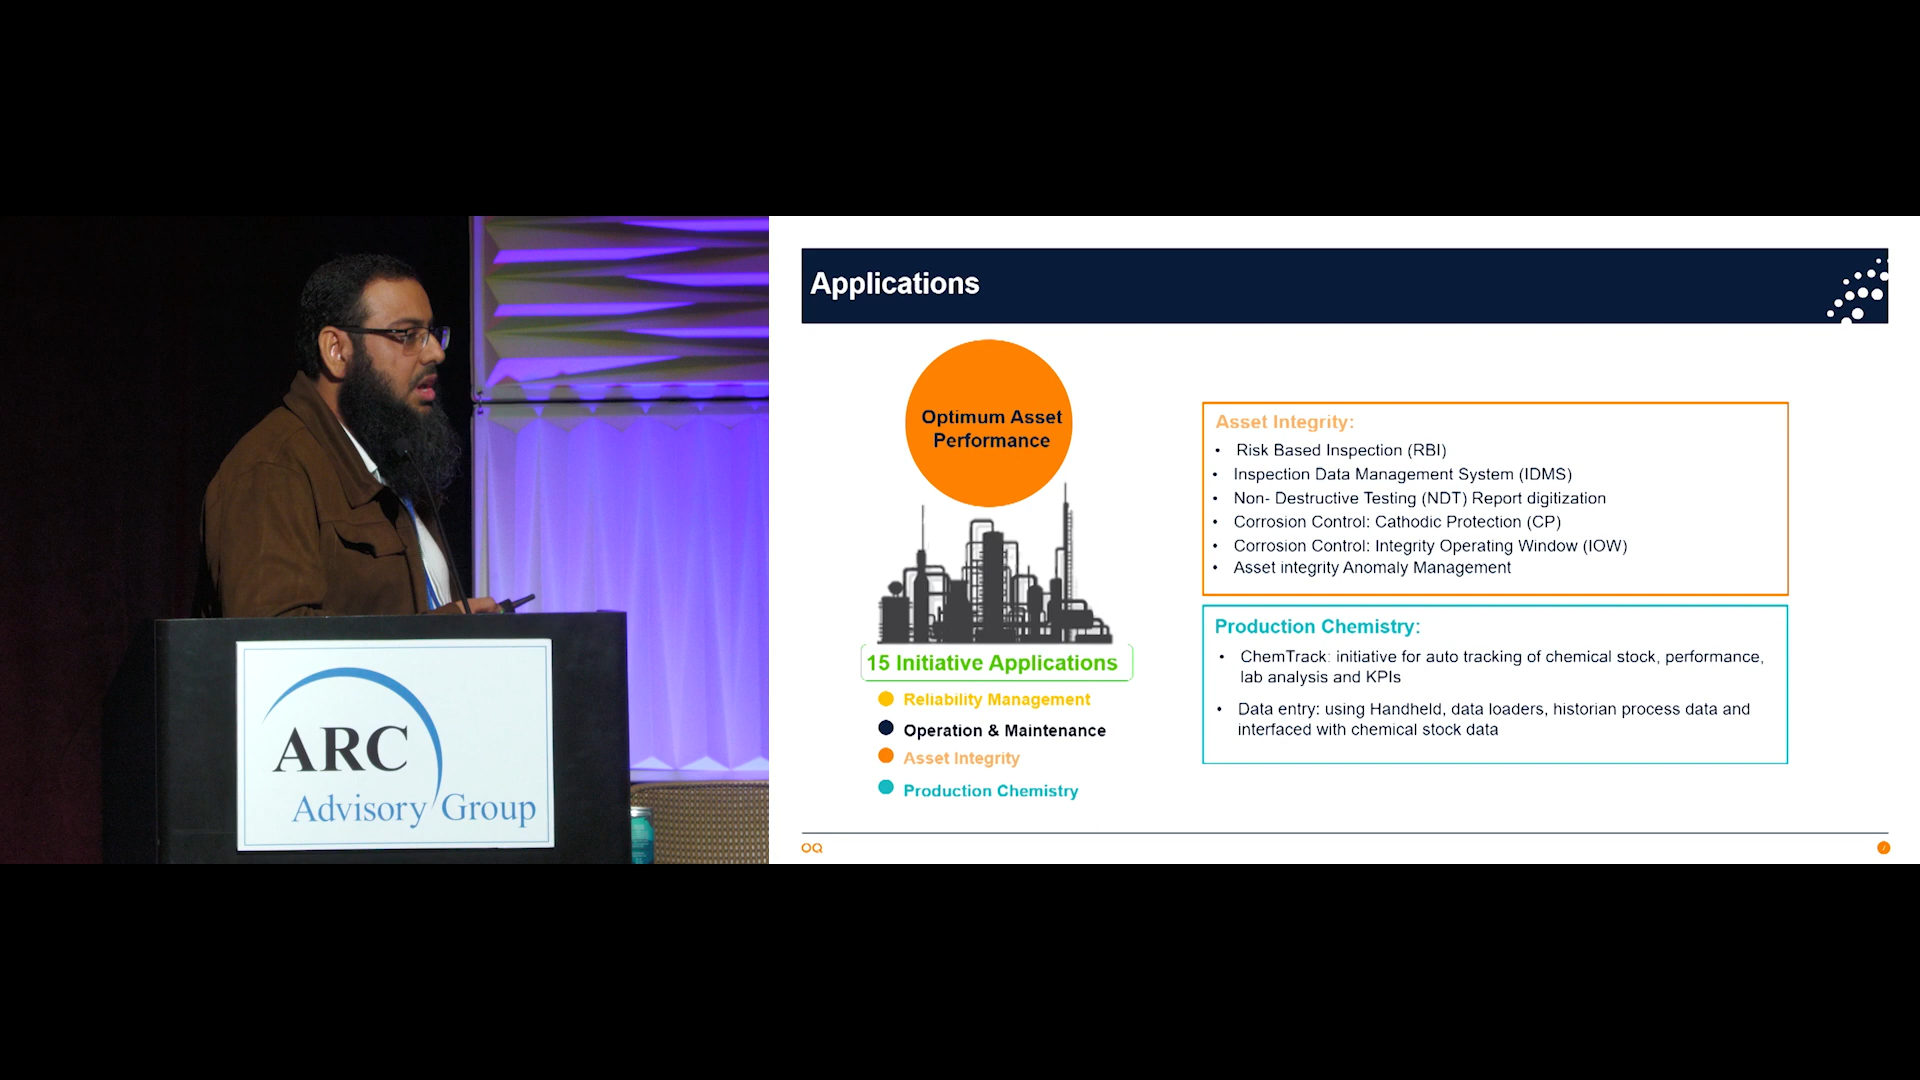 ARC
Advisory Group
Applications
Optimum Asset
Performance
15 Initiative Applications
Reliability Management
Operation & Maintenance
Asset Integrity
Production Chemistry
Asset Integrity:
• Risk Based Inspection (RBI)
• Inspection Data Management System (IDMS)
• Non- Destructive Testing (NDT) Report digitization
• Corrosion Control: Cathodic Protection (CP)
• Corrosion Control: Integrity Operating Window (IOW)
• Asset integrity Anomaly Management
Production Chemistry:
• ChemTrack: initiative for auto tracking of chemical stock, performance,
lab analysis and KPIs
• Data entry: using Handheld, data loaders, historian process data and
interfaced with chemical stock data
OQ